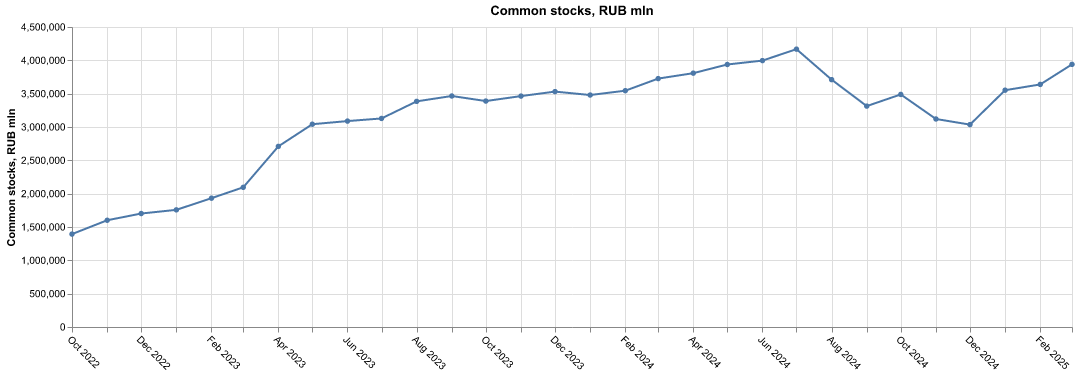 Common stocks, RUB mln
Common stocks, RUB mln
4,500,000
4,000,000
3,500,000
3,000,000
2,500,000
2,000,000
1,500,000
1,000,000
500,000
0
Oct 2022
Dec 2022
Feb 2023
Apr 2023
Jun 2023
Aug 2023
Oct 2023
Dec 2023
Feb 2024
Apr 2024
Jun 2024
Aug 2024
Oct 2024
Dec 2024
Feb 2025